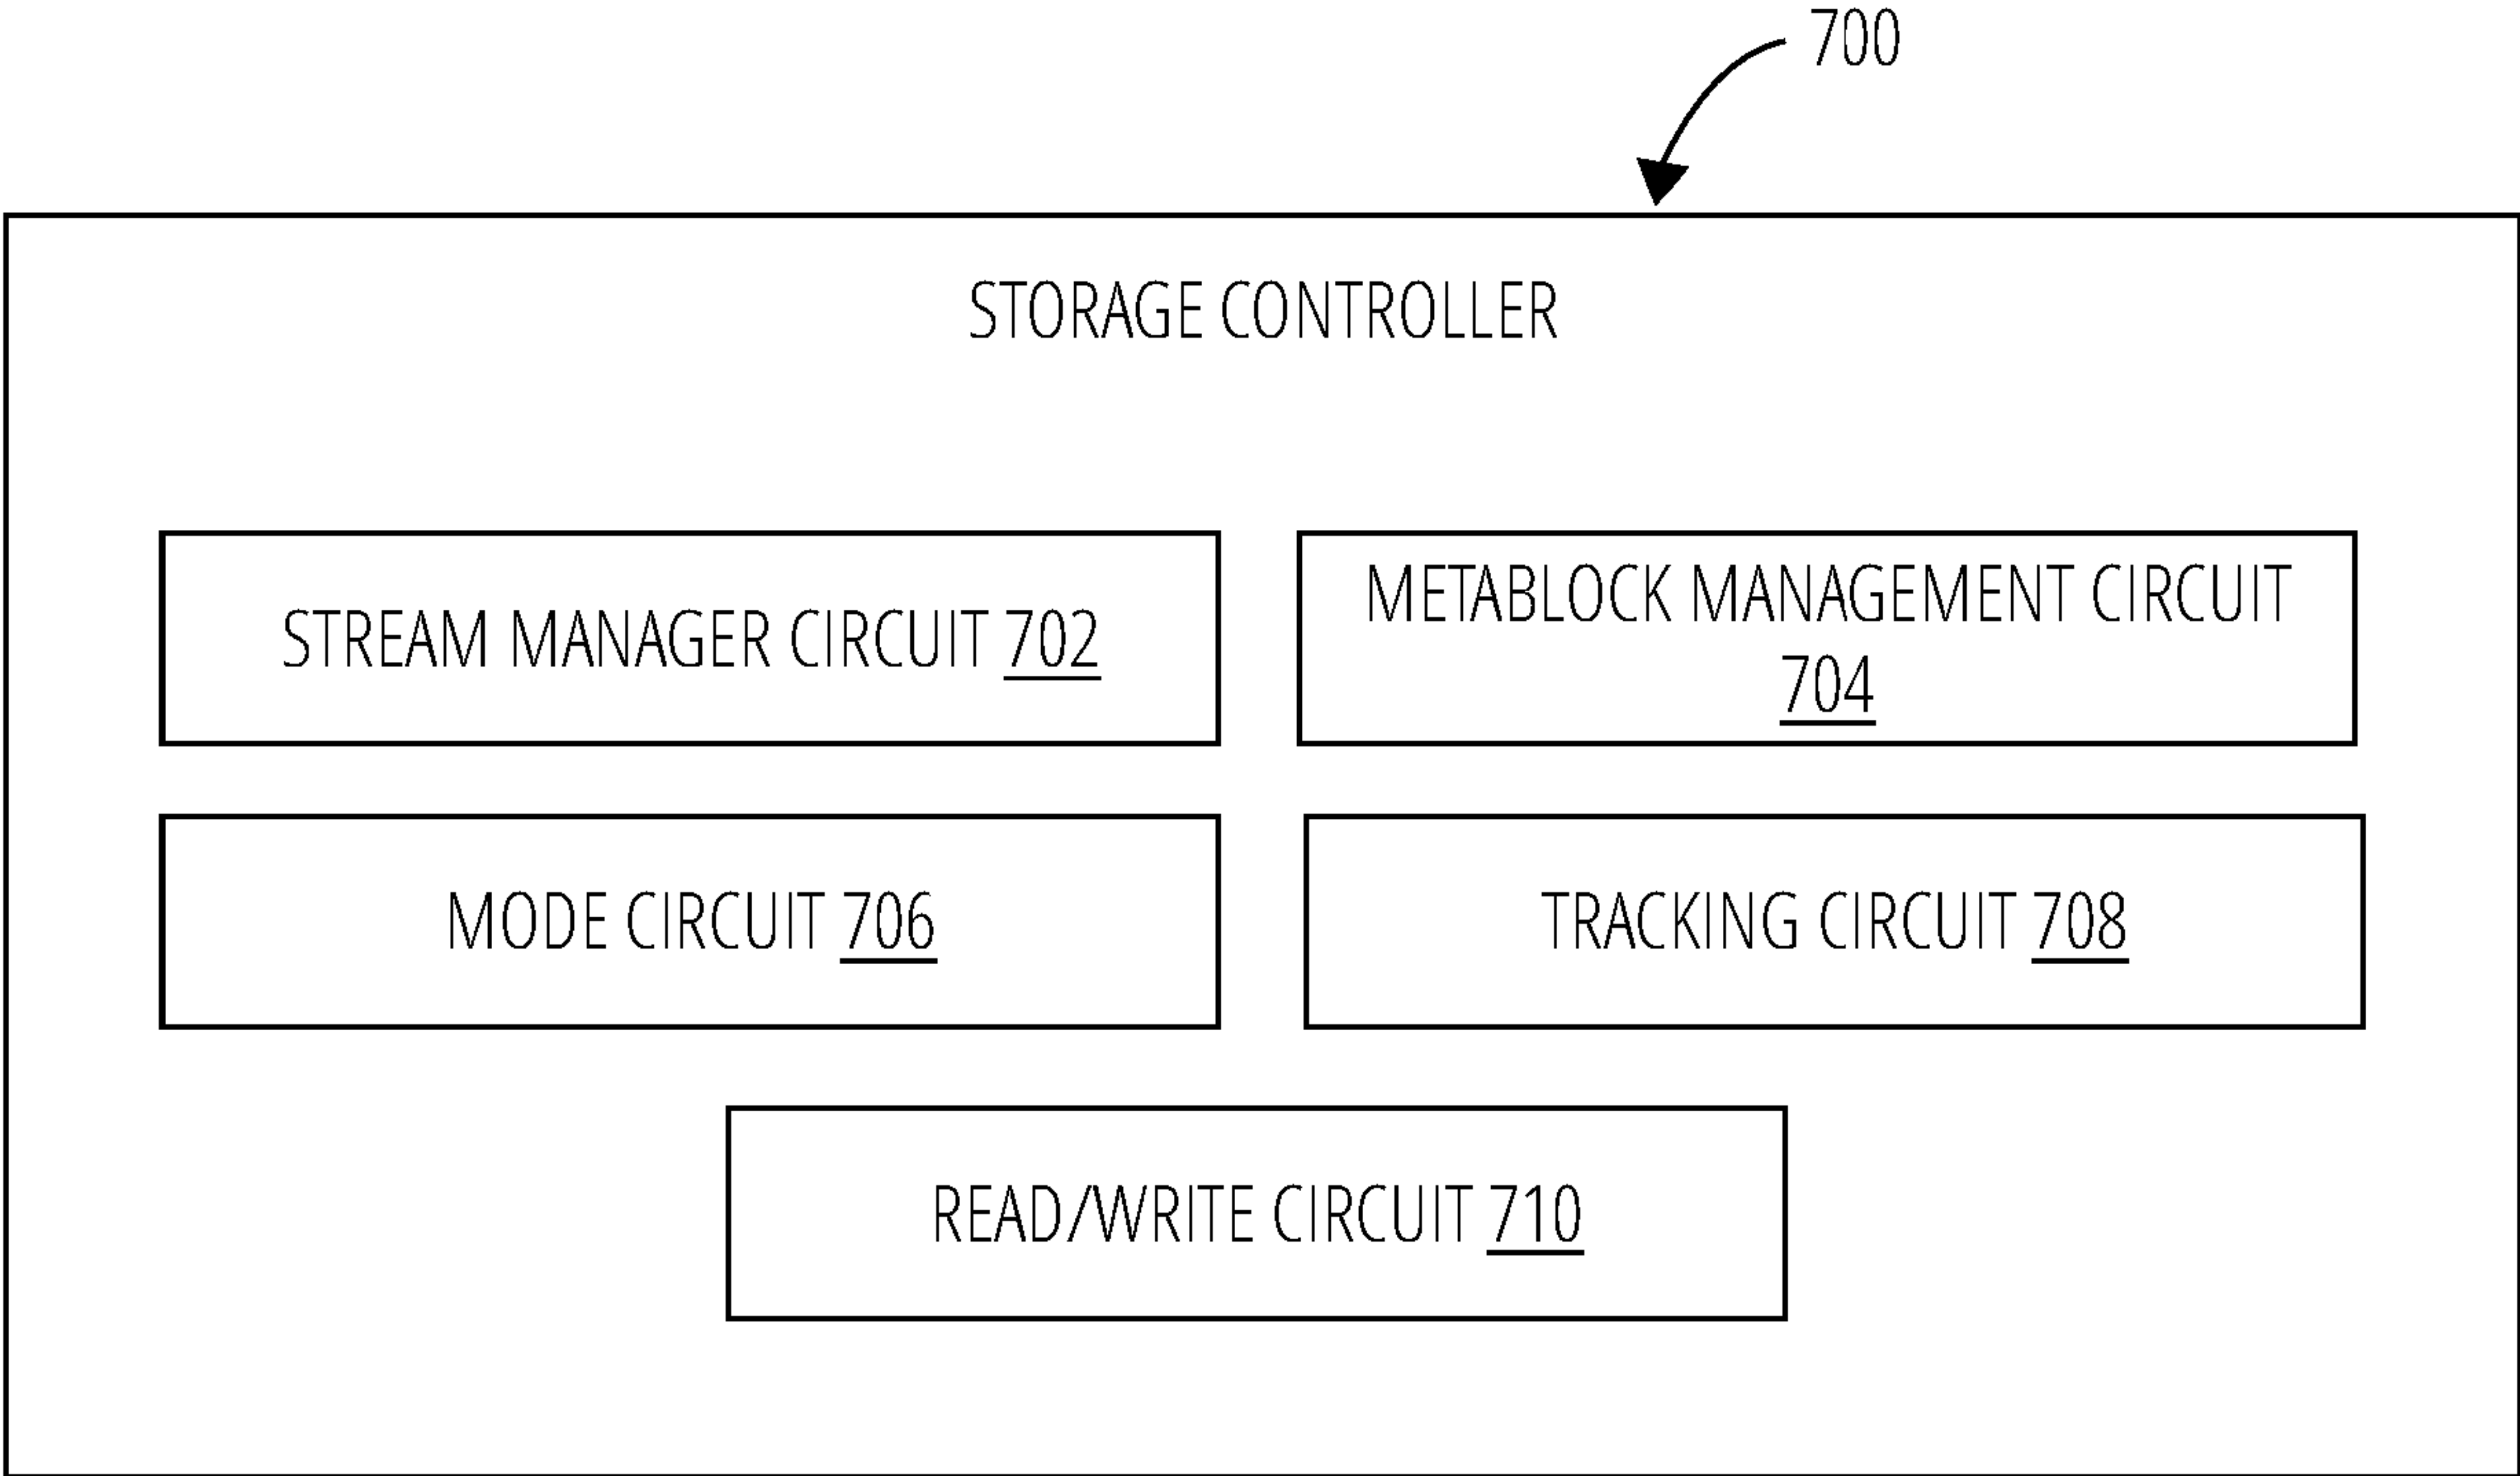 700
STORAGE CONTROLLER
STREAM MANAGER CIRCUIT 702
METABLOCK MANAGEMENT CIRCUIT
704
MODE CIRCUIT 706
TRACKING CIRCUIT 708
READ/WRITE CIRCUIT 710